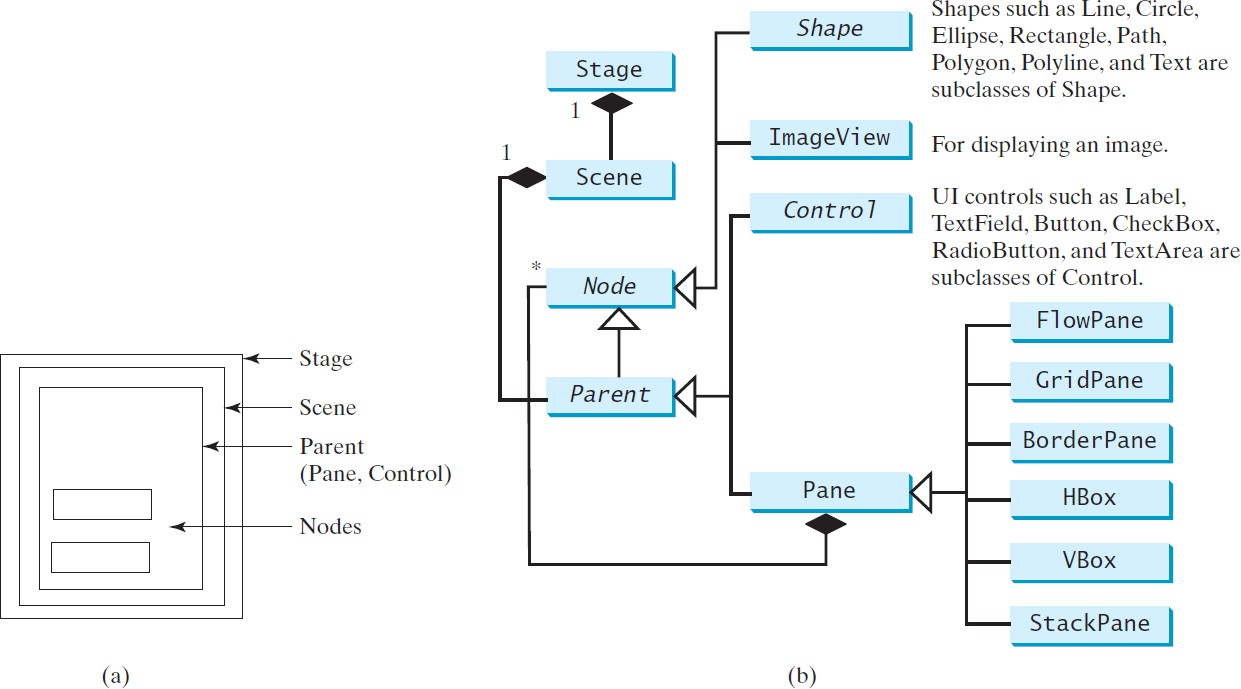 Stage
Scene
Parent
(Pane, Control)
Nodes
(a)
Stage
1
1
Scene
*
Node
Parent
Shape
Shapes such as Line, Circle,
Ellipse, Rectangle, Path,
Polygon, Polyline, and Text are
subclasses of Shape.
ImageView
For displaying an image.
Control
UI controls such as Label,
TextField, Button, CheckBox,
RadioButton, and TextArea are
subclasses of Control.
Pane
FlowPane
GridPane
BorderPane
HBox
VBox
StackPane
(b)